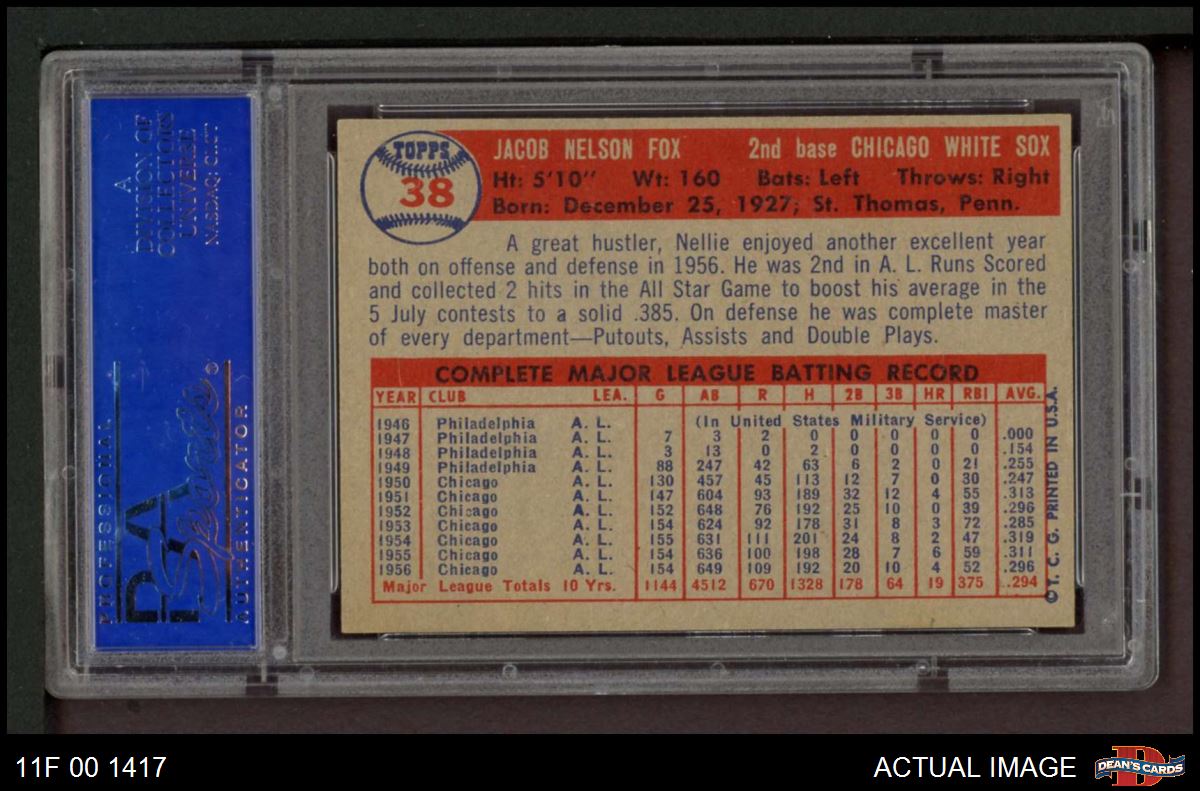 A
DIVISION OF
COLLECTORS
UNIVERSE
NASDAQ: CLCT
PROFESSIONAL
PSA
Sports
®
AUTHENTICATOR
TOPPS
38
JACOB NELSON FOX 2nd base CHICAGO WHITE SOX
Ht: 5'10" Wt: 160 Bats: Left Throws: Right
Born: December 25, 1927; St. Thomas, Penn.
A great hustler, Nellie enjoyed another excellent year
both on offense and defense in 1956. He was 2nd in A. L. Runs Scored
and collected 2 hits in the All Star Game to boost his average in the
5 July contests to a solid .385. On defense he was complete master
of every department—Putouts, Assists and Double Plays.
COMPLETE MAJOR LEAGUE BATTING RECORD
YEAR CLUB LEA. G AB R H 2B 3B HR RBI AVG.
1946 Philadelphia A. L. (In United States Military Service)
1947 Philadelphia A. L. 7 3 2 0 0 0 0 0 .000
1948 Philadelphia A. L. 3 13 0 2 0 0 0 0 .154
1949 Philadelphia A. L. 88 247 42 63 6 2 0 21 .255
1950 Chicago A. L. 130 457 45 113 12 7 0 30 .247
1951 Chicago A. L. 147 604 93 189 32 12 4 55 .313
1952 Chicago A. L. 152 648 76 192 25 10 0 39 .296
1953 Chicago A. L. 154 624 92 178 31 8 3 72 .285
1954 Chicago A. L. 155 631 111 201 24 8 2 47 .319
1955 Chicago A. L. 154 636 100 198 28 7 6 59 .311
1956 Chicago A. L. 154 649 109 192 20 10 4 52 .296
Major League Totals 10 Yrs. 1144 4512 670 1328 178 64 19 375 .294
© T. C. G. PRINTED IN U.S.A.
11F 00 1417
ACTUAL IMAGE
D
DEAN'S CARDS